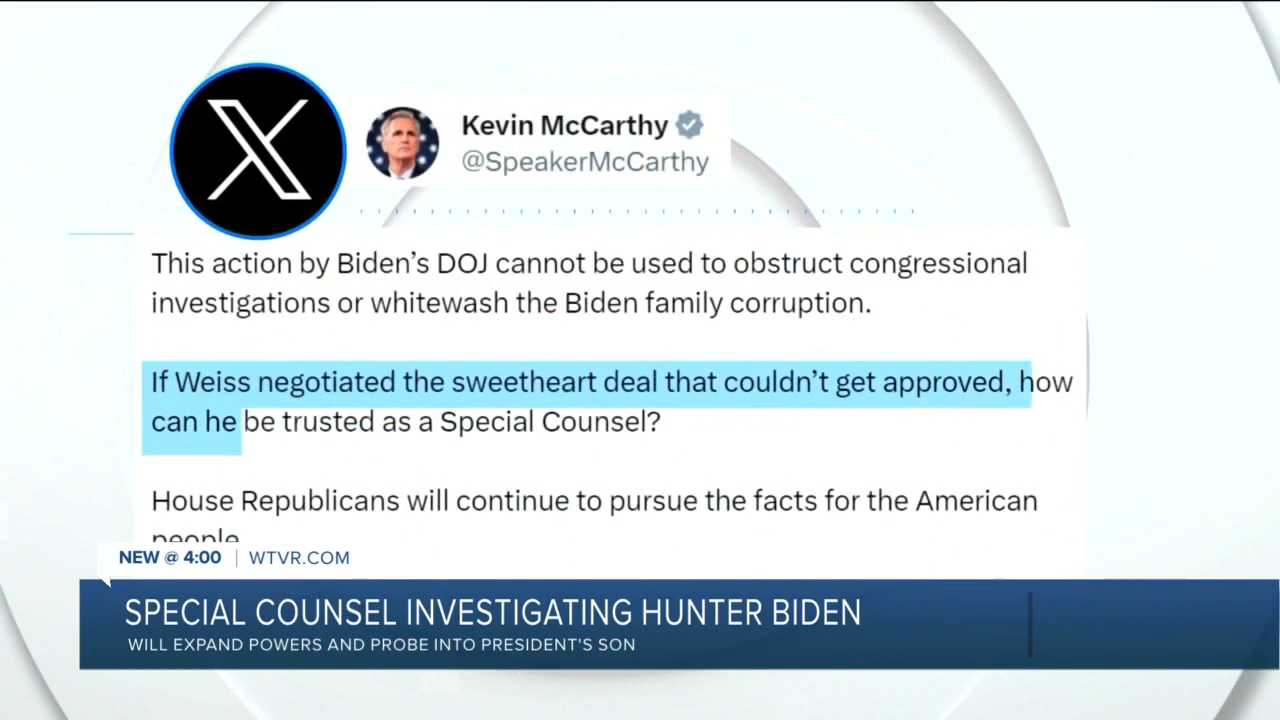 X
Kevin McCarthy
@SpeakerMcCarthy
This action by Biden’s DOJ cannot be used to obstruct congressional
investigations or whitewash the Biden family corruption.
If Weiss negotiated the sweetheart deal that couldn’t get approved, how
can he be trusted as a Special Counsel?
House Republicans will continue to pursue the facts for the American
people
NEW @ 4:00 | WTVR.COM
SPECIAL COUNSEL INVESTIGATING HUNTER BIDEN
WILL EXPAND POWERS AND PROBE INTO PRESIDENT’S SON